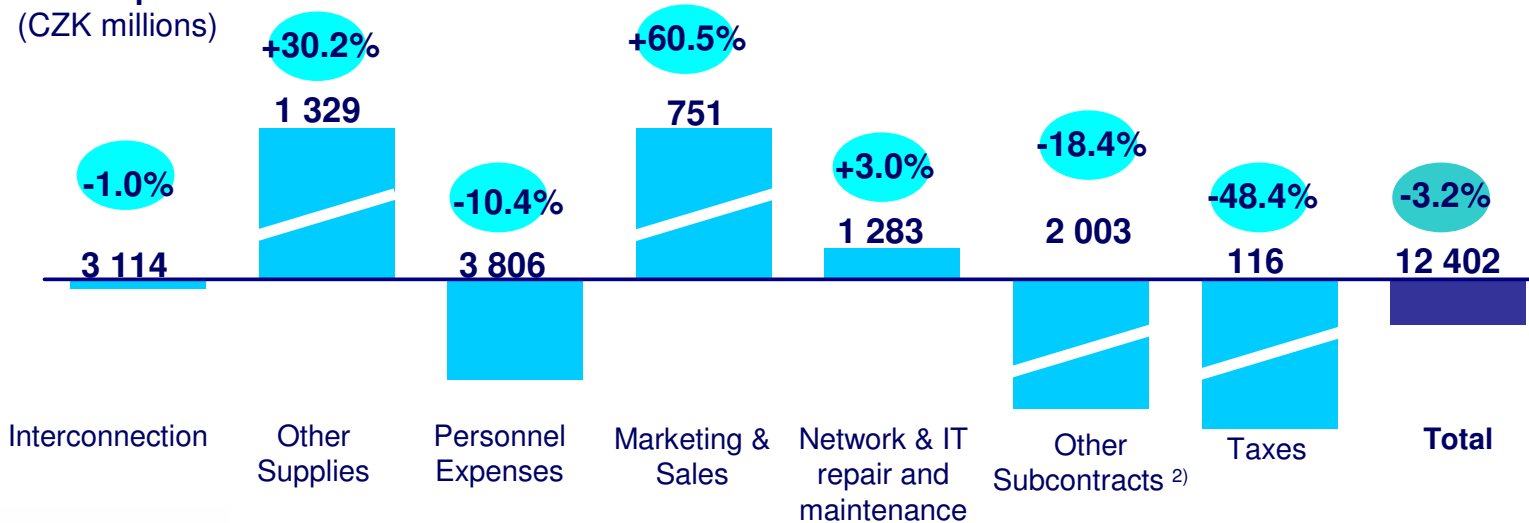 (CZK millions)
+30.2%
+60.5%
1 329
751
-18.4%
-1.0%
-10.4%
+3.0%
-48.4%
-3.2%
3 114
3 806
1 283
2 003
116
12 402
Interconnection
Other
Supplies
Personnel
Expenses
Marketing &
Sales
Network & IT
repair and
maintenance
Other
Subcontracts 2)
Taxes
Total